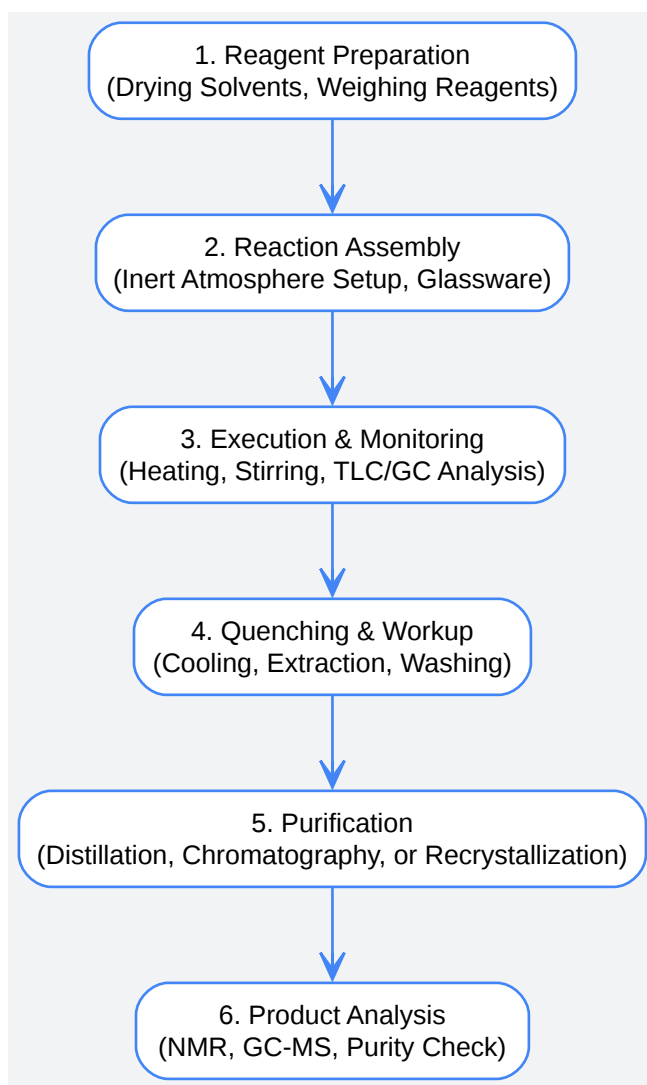 1. Reagent Preparation
(Drying Solvents, Weighing Reagents)
2. Reaction Assembly
(Inert Atmosphere Setup, Glassware)
3. Execution & Monitoring
(Heating, Stirring, TLC/GC Analysis)
4. Quenching & Workup
(Cooling, Extraction, Washing)
5. Purification
(Distillation, Chromatography, or Recrystallization)
6. Product Analysis
(NMR, GC-MS, Purity Check)